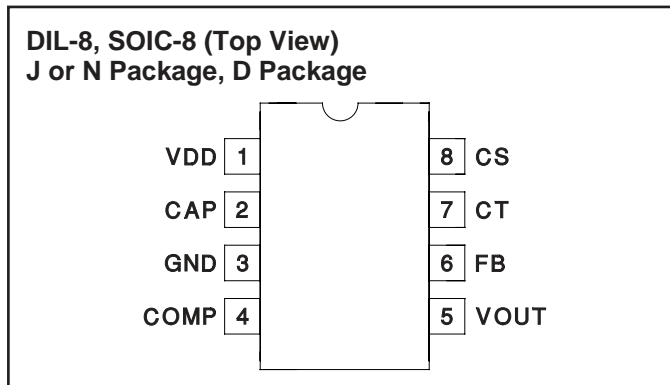 DIL-8, SOIC-8 (Top View)
J or N Package, D Package
VDD 1 8 CS
CAP 2 7 CT
GND 3 6 FB
COMP 4 5 VOUT